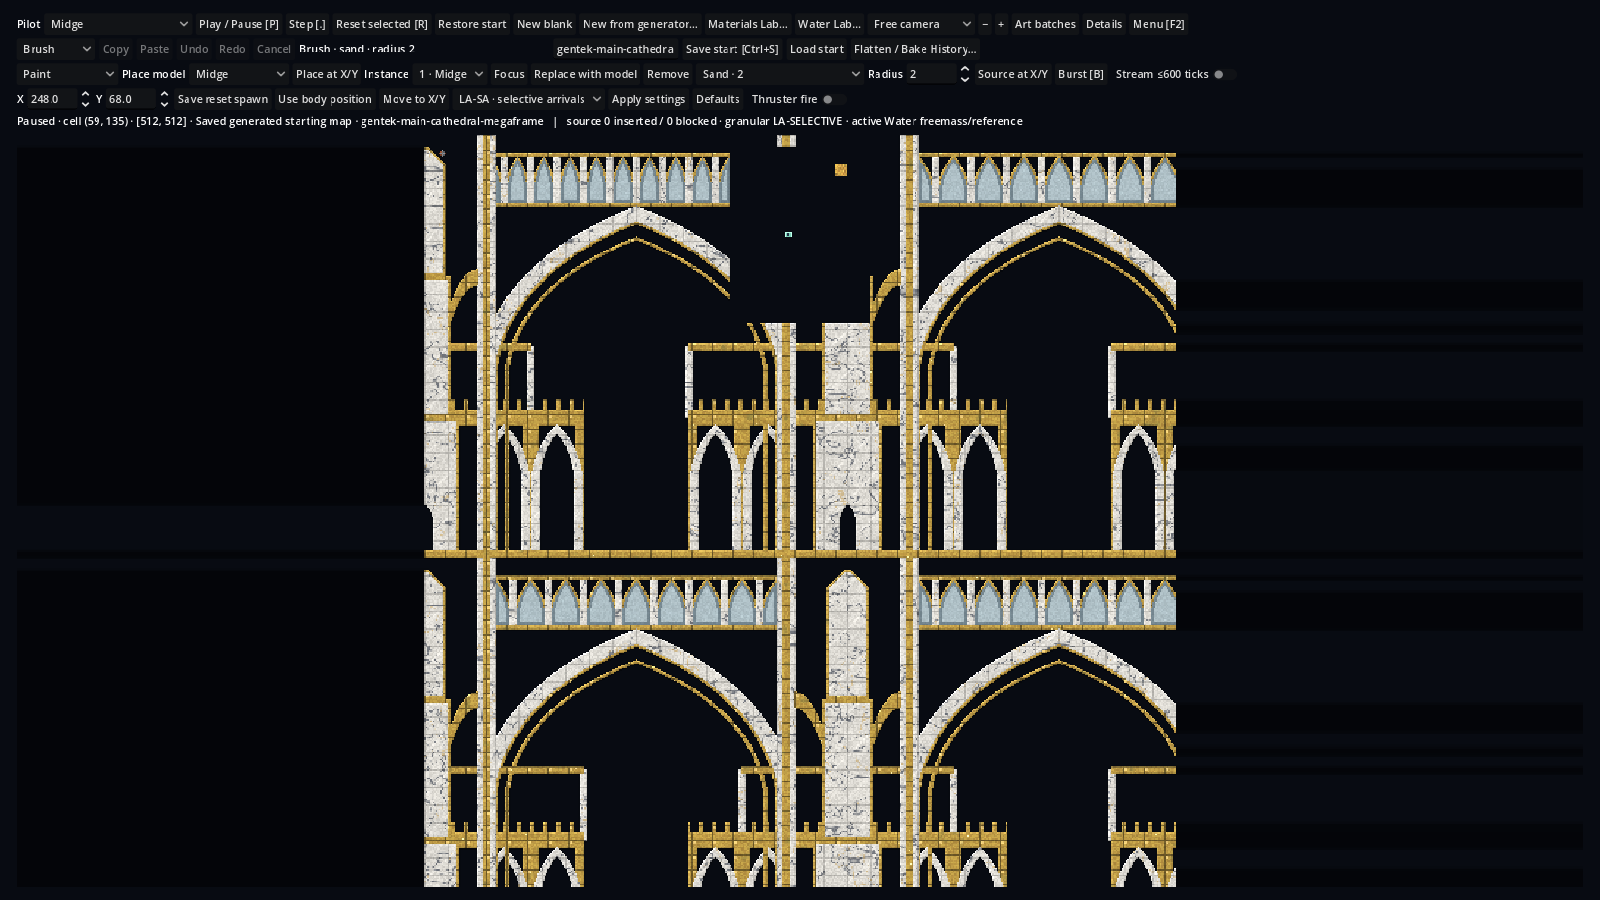 Pilot Midge Play / Pause [P] Step [.] Reset selected [R] Restore start New blank New from generator... Materials Lab... Water Lab... Free camera − + Art batches Details Menu [F2]
Brush Copy Paste Undo Redo Cancel Brush · sand · radius 2 gentek-main-cathedra Save start [Ctrl+S] Load start Flatten / Bake History...
Paint Place model Midge Place at X/Y Instance 1 · Midge Focus Replace with model Remove Sand · 2 Radius 2 Source at X/Y Burst [B] Stream ≤600 ticks
X 248.0 Y 68.0 Save reset spawn Use body position Move to X/Y LA-SA · selective arrivals Apply settings Defaults Thruster fire
Paused · cell (59, 135) · [512, 512] · Saved generated starting map · gentek-main-cathedral-megaframe | source 0 inserted / 0 blocked · granular LA-SELECTIVE · active Water freemass/reference